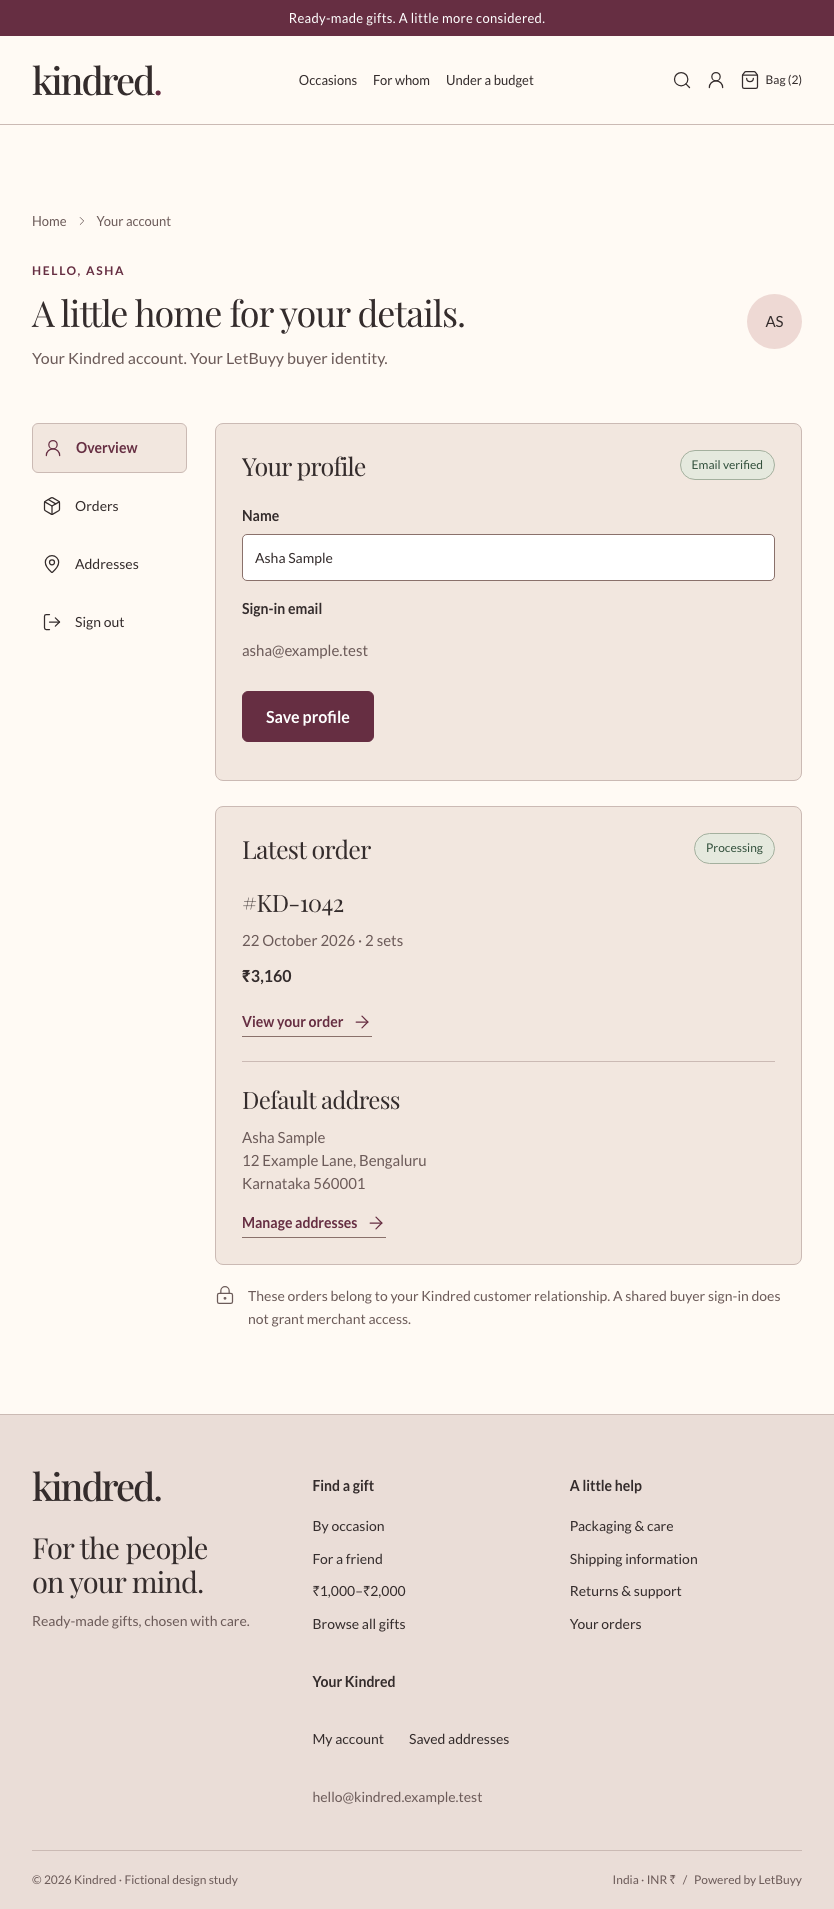 Ready-made gifts. A little more considered.
kindred.
Occasions For whom Under a budget
Bag (2)
Home Your account
HELLO, ASHA
A little home for your details.
AS
Your Kindred account. Your LetBuyy buyer identity.
Overview
Orders
Addresses
Sign out
Your profile
Email verified
Name
Asha Sample
Sign-in email
asha@example.test
Save profile
Latest order
Processing
#KD-1042
22 October 2026 · 2 sets
₹3,160
View your order
Default address
Asha Sample
12 Example Lane, Bengaluru
Karnataka 560001
Manage addresses
These orders belong to your Kindred customer relationship. A shared buyer sign-in does
not grant merchant access.
kindred.
For the people
on your mind.
Ready-made gifts, chosen with care.
Find a gift
By occasion
For a friend
₹1,000–₹2,000
Browse all gifts
A little help
Packaging & care
Shipping information
Returns & support
Your orders
Your Kindred
My account Saved addresses
hello@kindred.example.test
© 2026 Kindred · Fictional design study
India · INR ₹ / Powered by LetBuyy